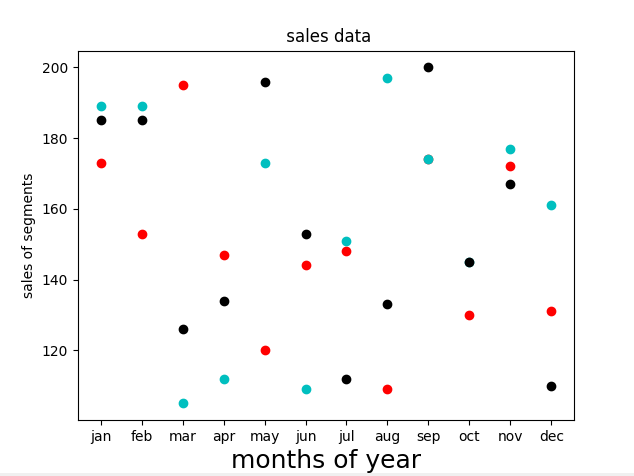 sales data
200
180
160
140
120
sales of segments
jan feb mar apr may jun jul aug sep oct nov dec
months of year